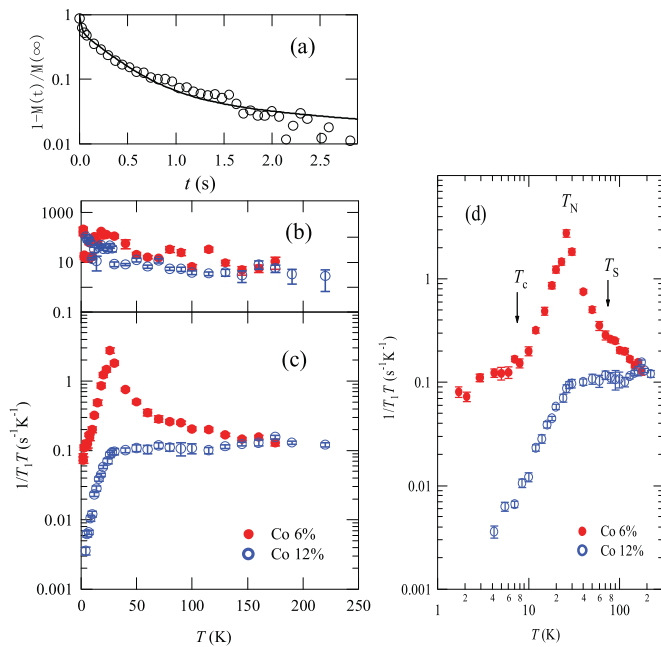 1
(a)
1-M(t)/M(∞)
0.1
0.01
0.0 0.5 1.0 1.5 2.0 2.5
t (s)
1000
(b)
10
0.1
(c)
1
1/T₁T (s⁻¹K⁻¹)
0.1
0.01
Co 6%
Co 12%
0.001
0 50 100 150 200 250
T (K)
(d)
T_N
T_c
T_S
1
1/T₁T (s⁻¹K⁻¹)
0.1
0.01
Co 6%
Co 12%
0.001
2 4 6 8 2 4 6 8 2
1 10 100
T (K)